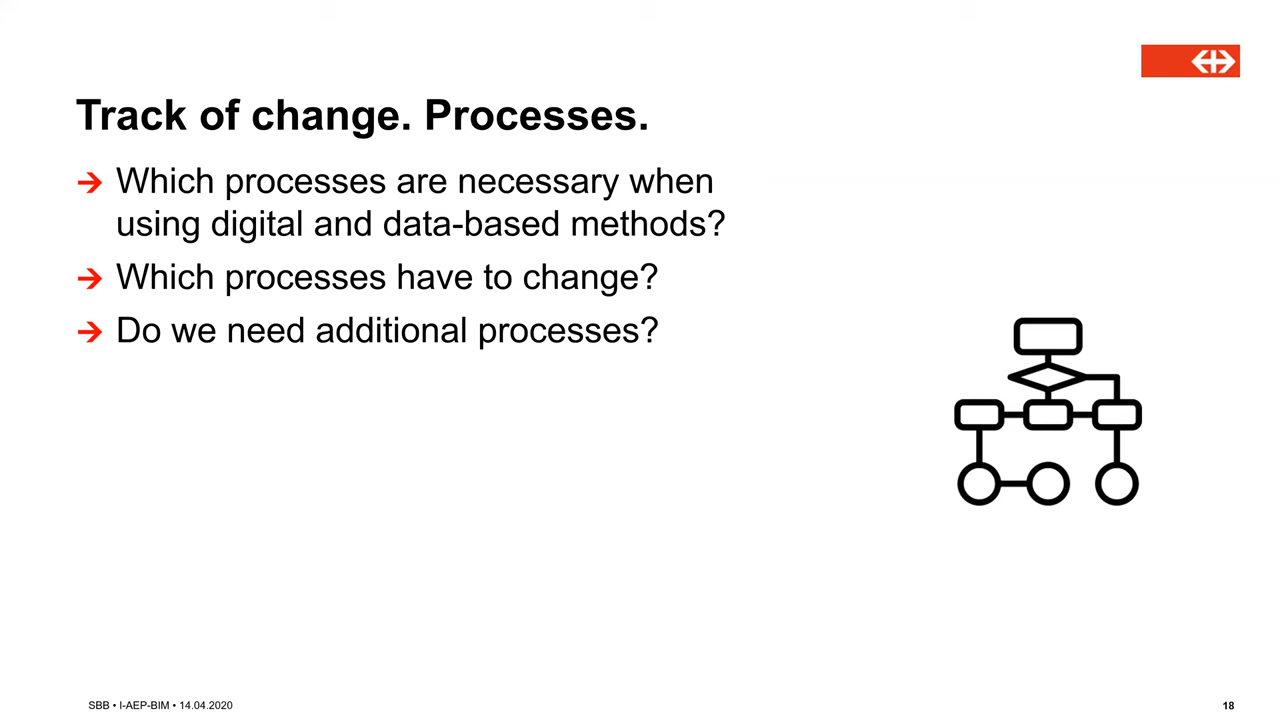 Track of change. Processes.
➔ Which processes are necessary when
using digital and data-based methods?
➔ Which processes have to change?
➔ Do we need additional processes?
SBB • I-AEP-BIM • 14.04.2020
18